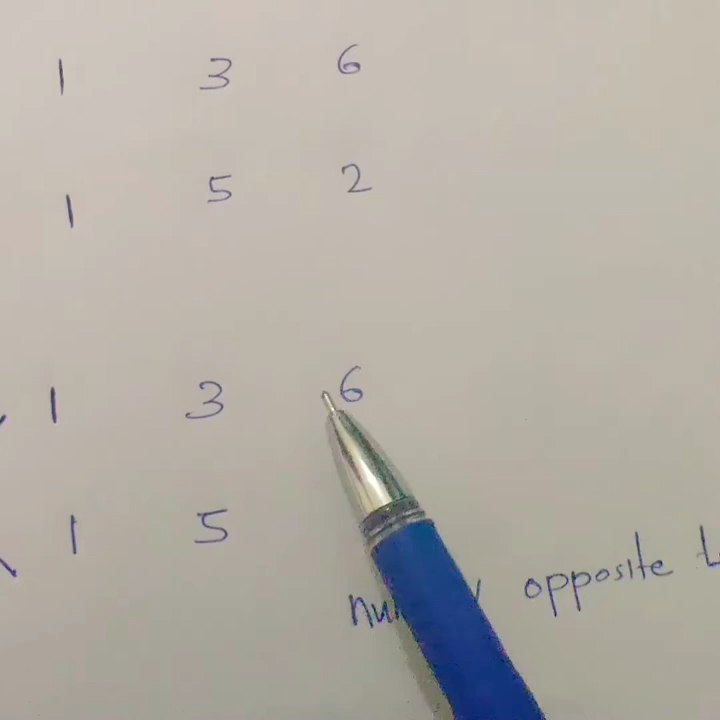 1 3 6
1 5 2
1 3 6
1 5
opposite